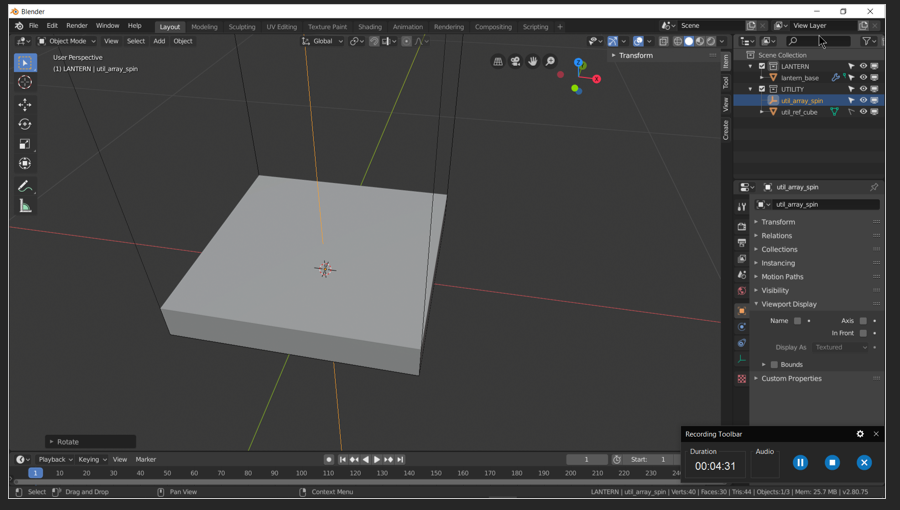 Blender
File Edit Render Window Help Layout Modeling Sculpting UV Editing Texture Paint Shading Animation Rendering Compositing Scripting + Scene View Layer
Object Mode View Select Add Object Global
User Perspective
(1) LANTERN | util_array_spin
Transform
Item
Tool
View
Create
Scene Collection
LANTERN
lantern_base
UTILITY
util_array_spin
util_ref_cube
util_array_spin
util_array_spin
Transform
Relations
Collections
Instancing
Motion Paths
Visibility
Viewport Display
Name Axis
In Front
Display As Textured
Bounds
Custom Properties
Rotate
Recording Toolbar
Duration
00:04:31
Audio
Playback Keying View Marker 1 Start: 1
1 10 20 30 40 50 60 70 80 90 100 110 120 130 140 150 160 170 180 190 200 210 220 230 240
Select Drag and Drop Pan View Context Menu LANTERN | util_array_spin | Verts:40 | Faces:30 | Tris:44 | Objects:1/3 | Mem: 25.7 MB | v2.80.75